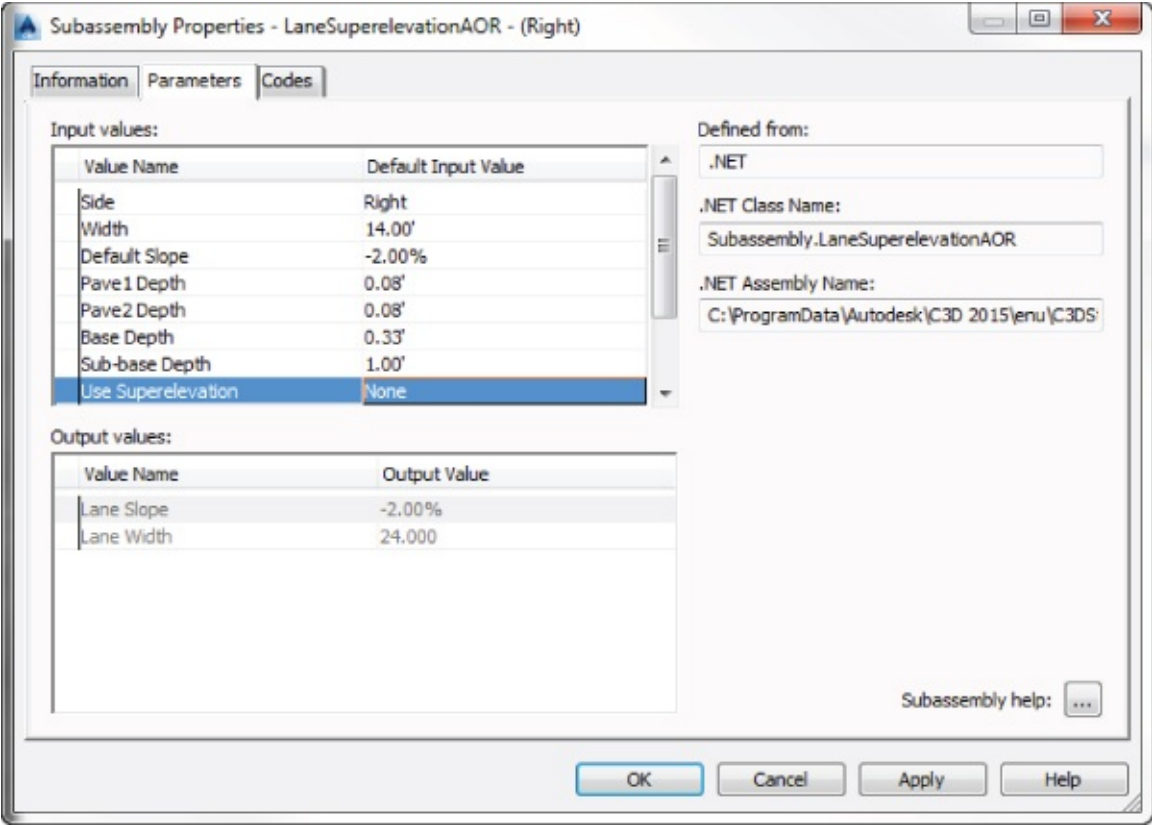 Subassembly Properties - LaneSuperelevationAOR - (Right)
Information Parameters Codes
Input values:
Value Name Default Input Value
Side Right
Width 14.00'
Default Slope -2.00%
Pave1 Depth 0.08'
Pave2 Depth 0.08'
Base Depth 0.33'
Sub-base Depth 1.00'
Use Superelevation None
Defined from:
.NET
.NET Class Name:
Subassembly.LaneSuperelevationAOR
.NET Assembly Name:
C:\ProgramData\Autodesk\C3D 2015\enu\C3DS
Output values:
Value Name Output Value
Lane Slope -2.00%
Lane Width 24.000
Subassembly help: ...
OK Cancel Apply Help